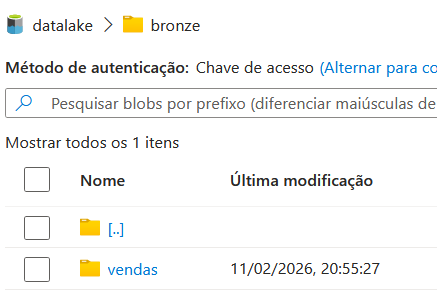 datalake > bronze
Método de autenticação: Chave de acesso (Alternar para co
Pesquisar blobs por prefixo (diferenciar maiúsculas de
Mostrar todos os 1 itens
Nome Última modificação
[..]
vendas 11/02/2026, 20:55:27